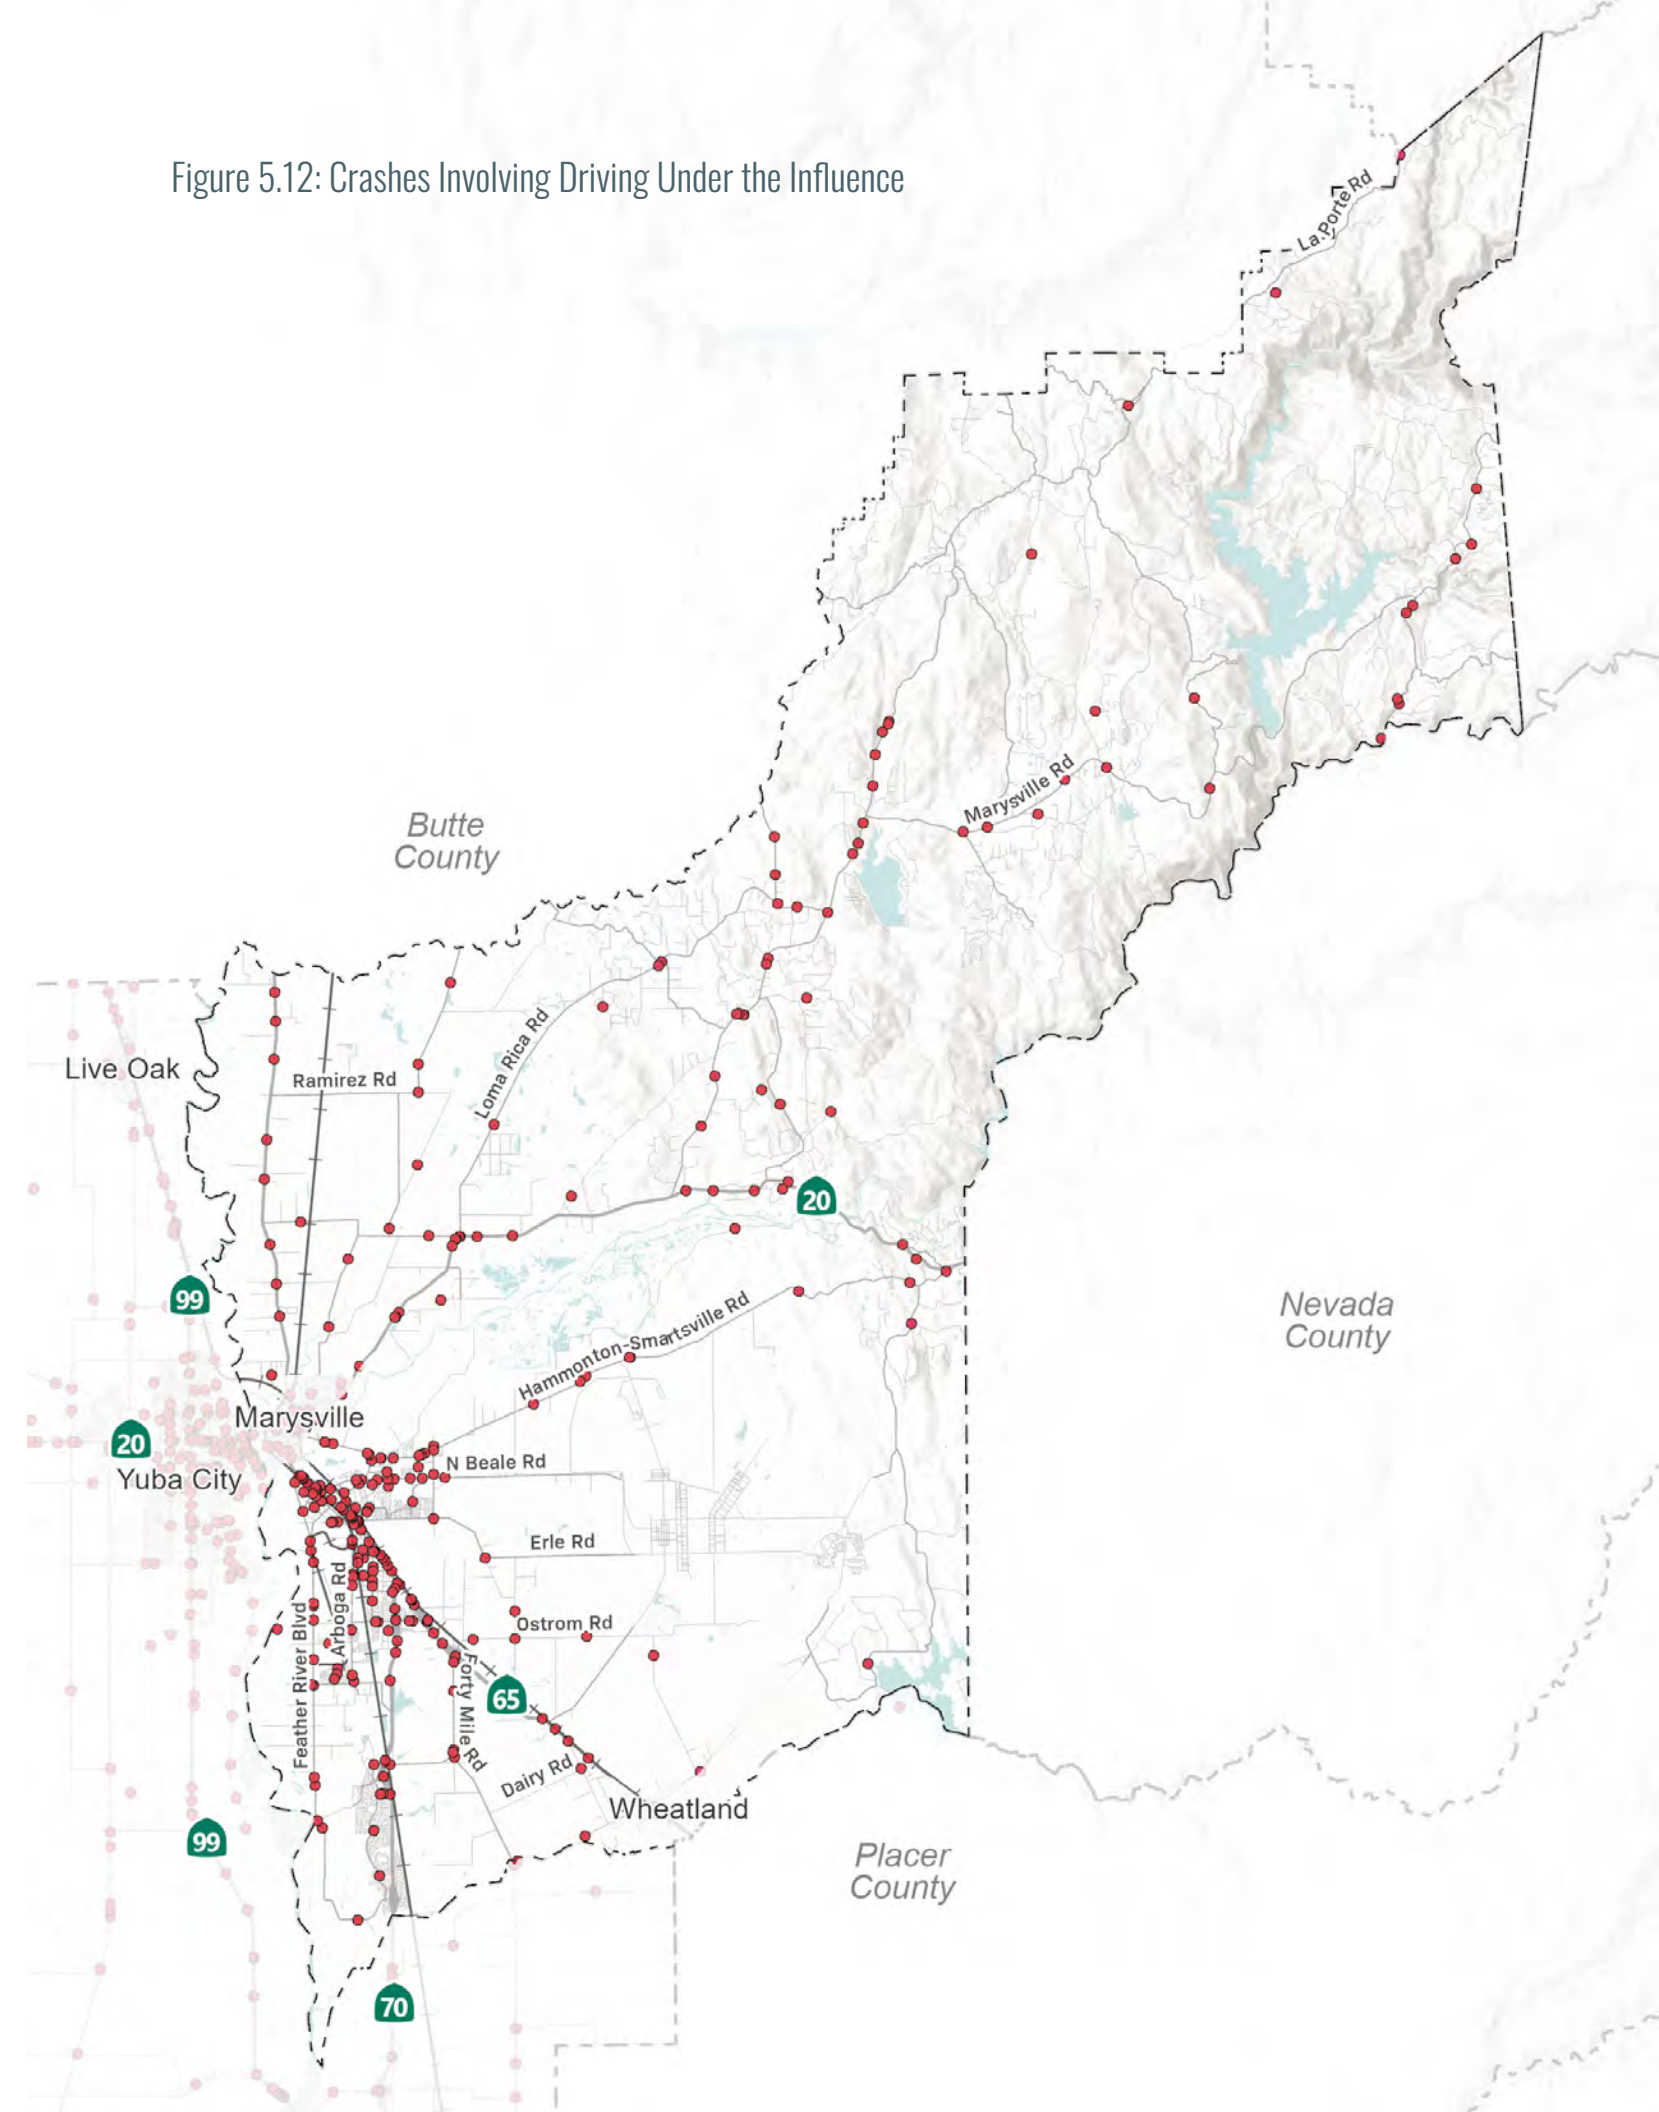 Figure 5.12: Crashes Involving Driving Under the Influence
La Porte Rd
Marysville Rd
Butte
County
Loma Rica Rd
Live Oak
Ramirez Rd
20
99
Hammonton-Smartsville Rd
Nevada
County
Marysville
20
Yuba City
N Beale Rd
Erle Rd
Arboga Rd
Feather River Blvd
Ostrom Rd
Forty Mile Rd
65
Dairy Rd
Wheatland
99
Placer
County
70